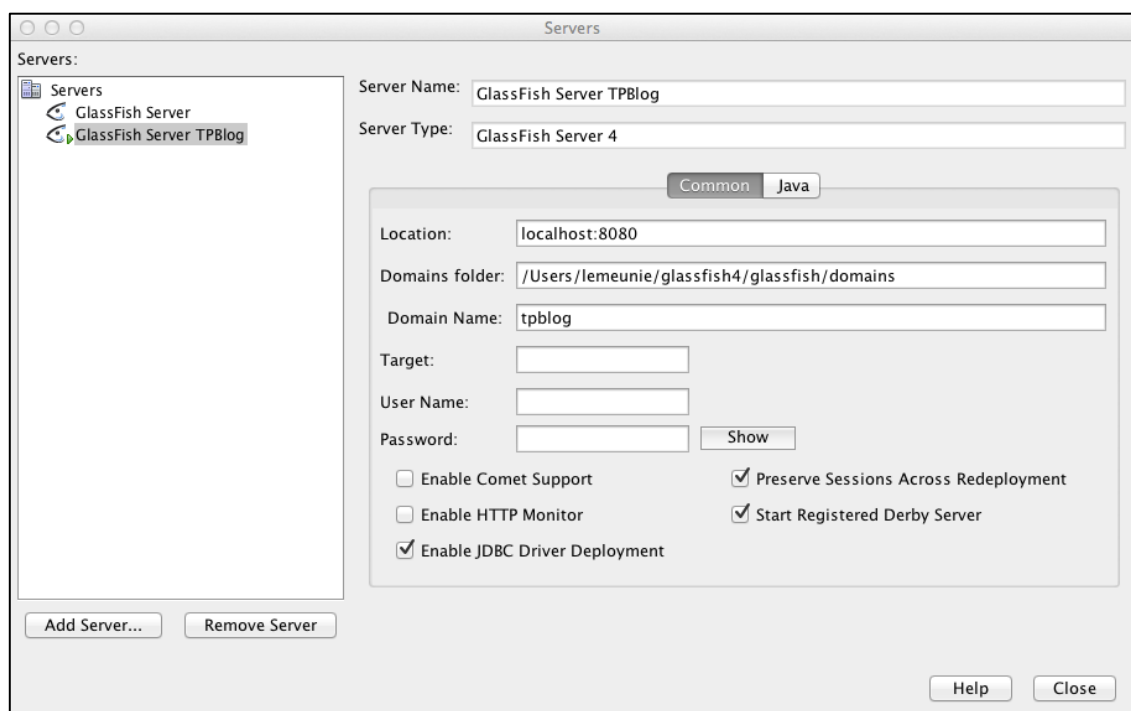 Servers
Servers:
Servers
GlassFish Server
GlassFish Server TPBlog
Server Name: GlassFish Server TPBlog
Server Type: GlassFish Server 4
Common Java
Location: localhost:8080
Domains folder: /Users/lemeunie/glassfish4/glassfish/domains
Domain Name: tpblog
Target:
User Name:
Password: Show
Enable Comet Support Preserve Sessions Across Redeployment
Enable HTTP Monitor Start Registered Derby Server
Enable JDBC Driver Deployment
Add Server... Remove Server
Help Close